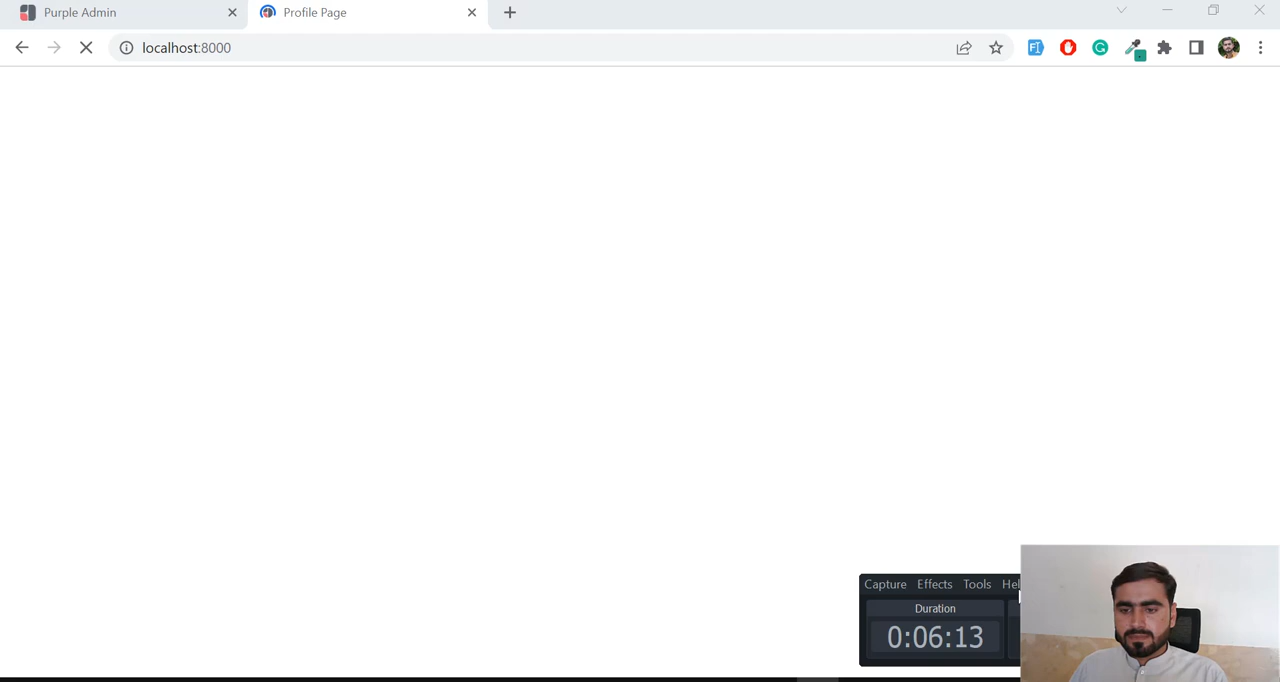 Purple Admin
Profile Page
localhost:8000
Capture Effects Tools
Duration
0:06:13